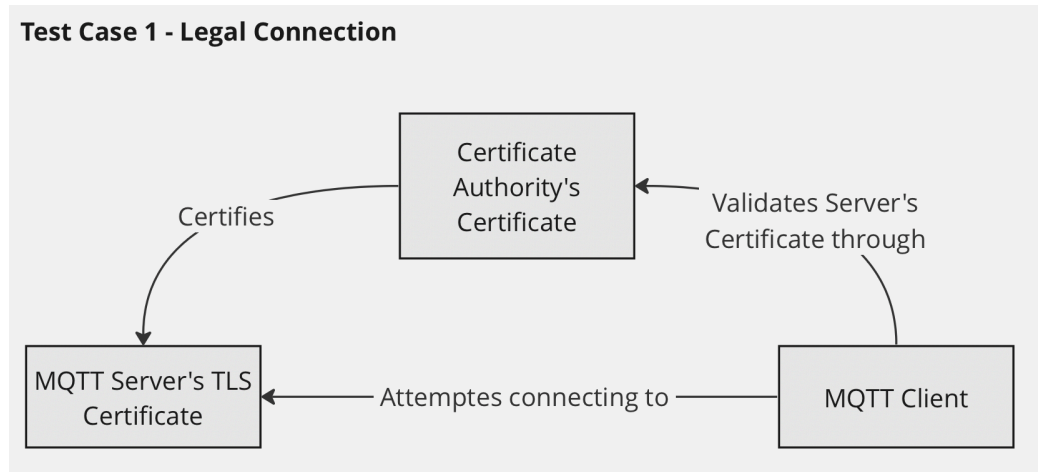 Test Case 1 - Legal Connection
Certificate
Authority's
Certificate
Certifies
Validates Server's
Certificate through
MQTT Server's TLS
Certificate
Attemptes connecting to
MQTT Client